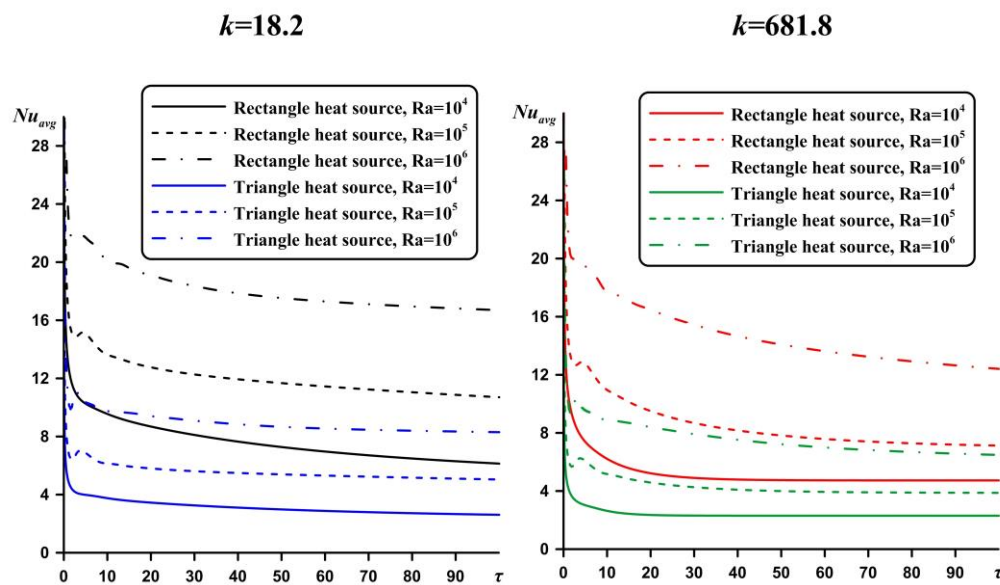 k=18.2
Nu_avg
Rectangle heat source, Ra=10^4
Rectangle heat source, Ra=10^5
Rectangle heat source, Ra=10^6
Triangle heat source, Ra=10^4
Triangle heat source, Ra=10^5
Triangle heat source, Ra=10^6
28
24
20
16
12
8
4
0
0 10 20 30 40 50 60 70 80 90 τ
k=681.8
Nu_avg
Rectangle heat source, Ra=10^4
Rectangle heat source, Ra=10^5
Rectangle heat source, Ra=10^6
Triangle heat source, Ra=10^4
Triangle heat source, Ra=10^5
Triangle heat source, Ra=10^6
28
24
20
16
12
8
4
0
0 10 20 30 40 50 60 70 80 90 τ